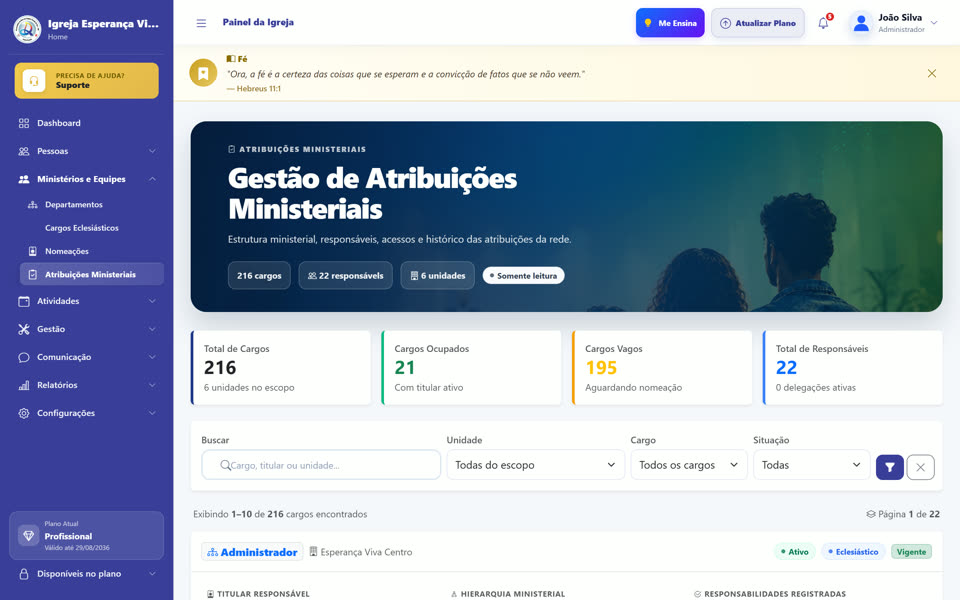 Igreja Esperança Vi...
Home
PRECISA DE AJUDA?
Suporte
Dashboard
Pessoas
Ministérios e Equipes
Departamentos
Cargos Eclesiásticos
Nomeações
Atribuições Ministeriais
Atividades
Gestão
Comunicação
Relatórios
Configurações
Plano Atual
Profissional
Válido até 29/08/2036
Disponíveis no plano
Painel da Igreja
Me Ensina
Atualizar Plano
5
João Silva
Administrador
Fé
"Ora, a fé é a certeza das coisas que se esperam e a convicção de fatos que se não veem."
— Hebreus 11:1
ATRIBUIÇÕES MINISTERIAIS
Gestão de Atribuições
Ministeriais
Estrutura ministerial, responsáveis, acessos e histórico das atribuições da rede.
216 cargos
22 responsáveis
6 unidades
Somente leitura
Total de Cargos
216
6 unidades no escopo
Cargos Ocupados
21
Com titular ativo
Cargos Vagos
195
Aguardando nomeação
Total de Responsáveis
22
0 delegações ativas
Buscar
Cargo, titular ou unidade...
Unidade
Todas do escopo
Cargo
Todos os cargos
Situação
Todas
Exibindo 1–10 de 216 cargos encontrados
Página 1 de 22
Administrador
Esperança Viva Centro
Ativo
Eclesiástico
Vigente
TITULAR RESPONSÁVEL
HIERARQUIA MINISTERIAL
RESPONSABILIDADES REGISTRADAS